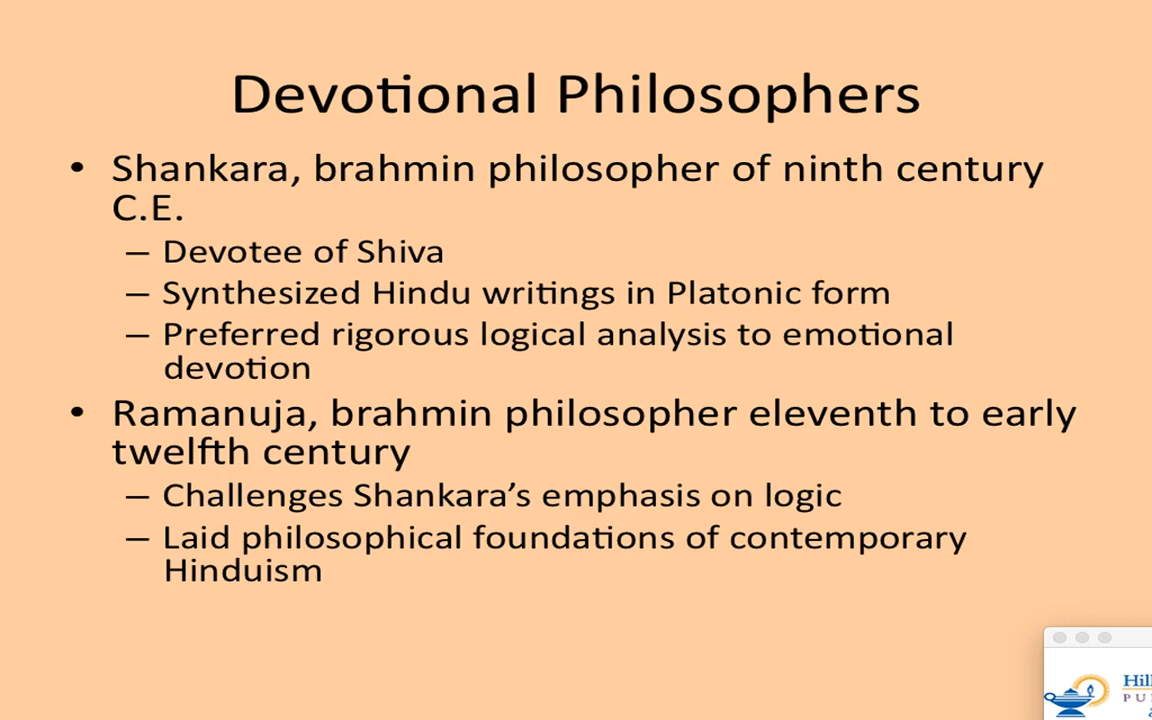 Devotional Philosophers
• Shankara, brahmin philosopher of ninth century
C.E.
– Devotee of Shiva
– Synthesized Hindu writings in Platonic form
– Preferred rigorous logical analysis to emotional
devotion
• Ramanuja, brahmin philosopher eleventh to early
twelfth century
– Challenges Shankara’s emphasis on logic
– Laid philosophical foundations of contemporary
Hinduism